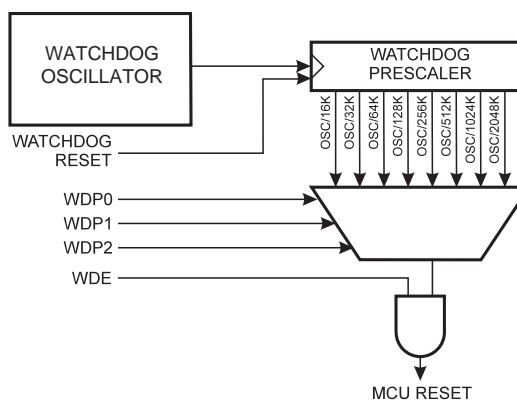 WATCHDOG
OSCILLATOR
WATCHDOG
PRESCALER
WATCHDOG
RESET
OSC/16K
OSC/32K
OSC/64K
OSC/128K
OSC/256K
OSC/512K
OSC/1024K
OSC/2048K
WDP0
WDP1
WDP2
WDE
MCU RESET